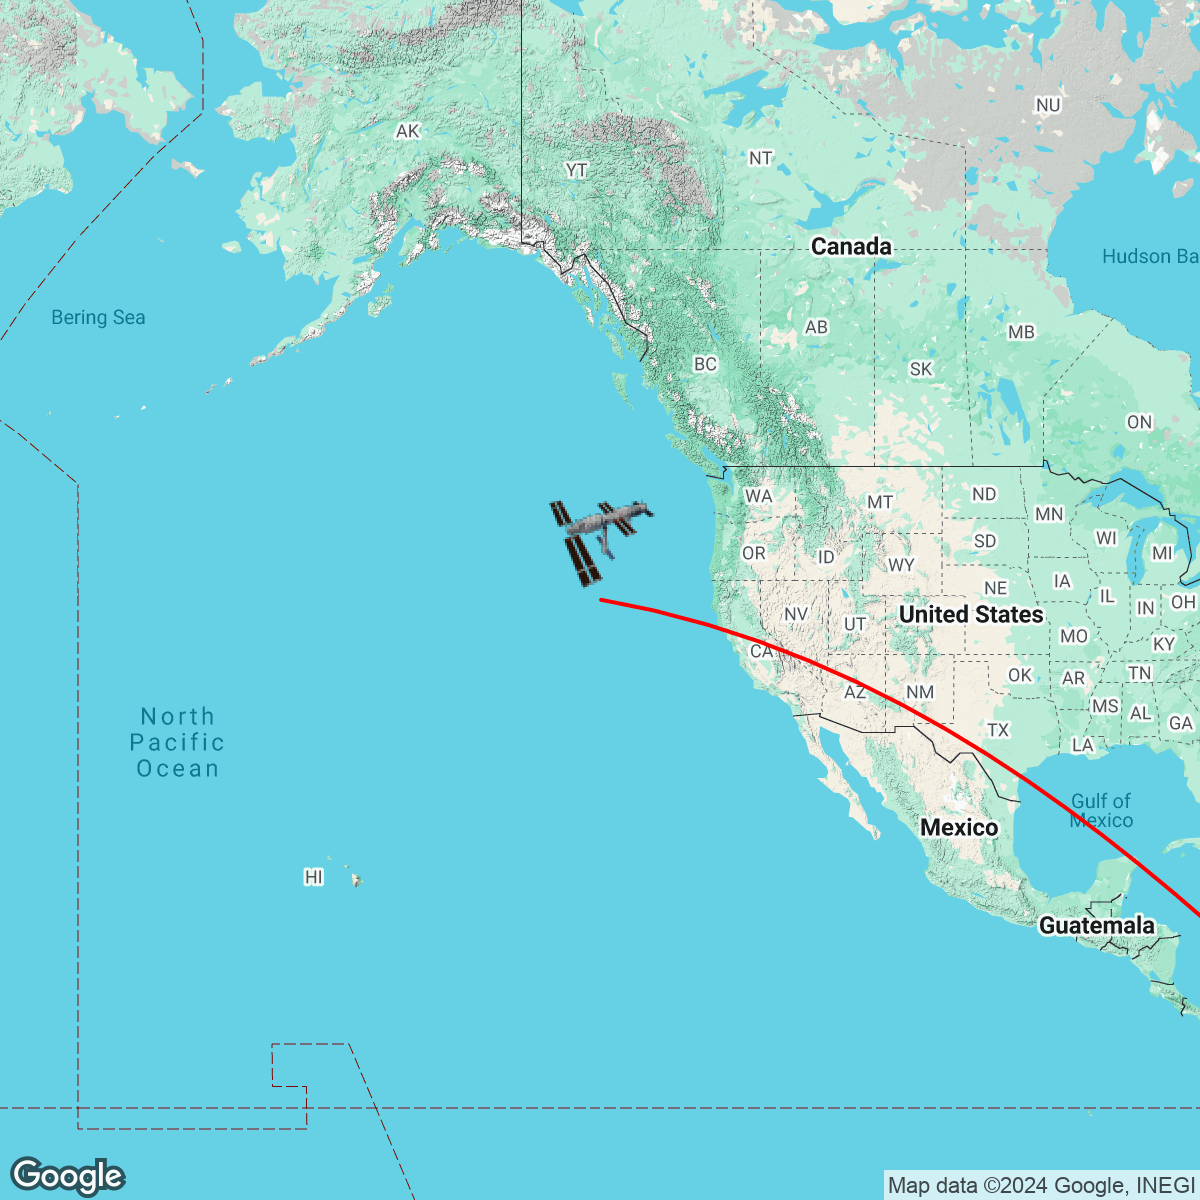 AK
YT
NT
NU
Canada
Hudson Ba
Bering Sea
AB
MB
BC
SK
ON
WA
MT
ND
MN
OR
ID
SD
WI
MI
WY
NE
IA
IL
IN
OH
NV
UT
United States
MO
KY
CA
OK
AR
TN
AZ
NM
MS
AL
GA
TX
LA
North
Pacific
Ocean
Gulf of
Mexico
Mexico
HI
Guatemala
Google
Map data ©2024 Google, INEGI